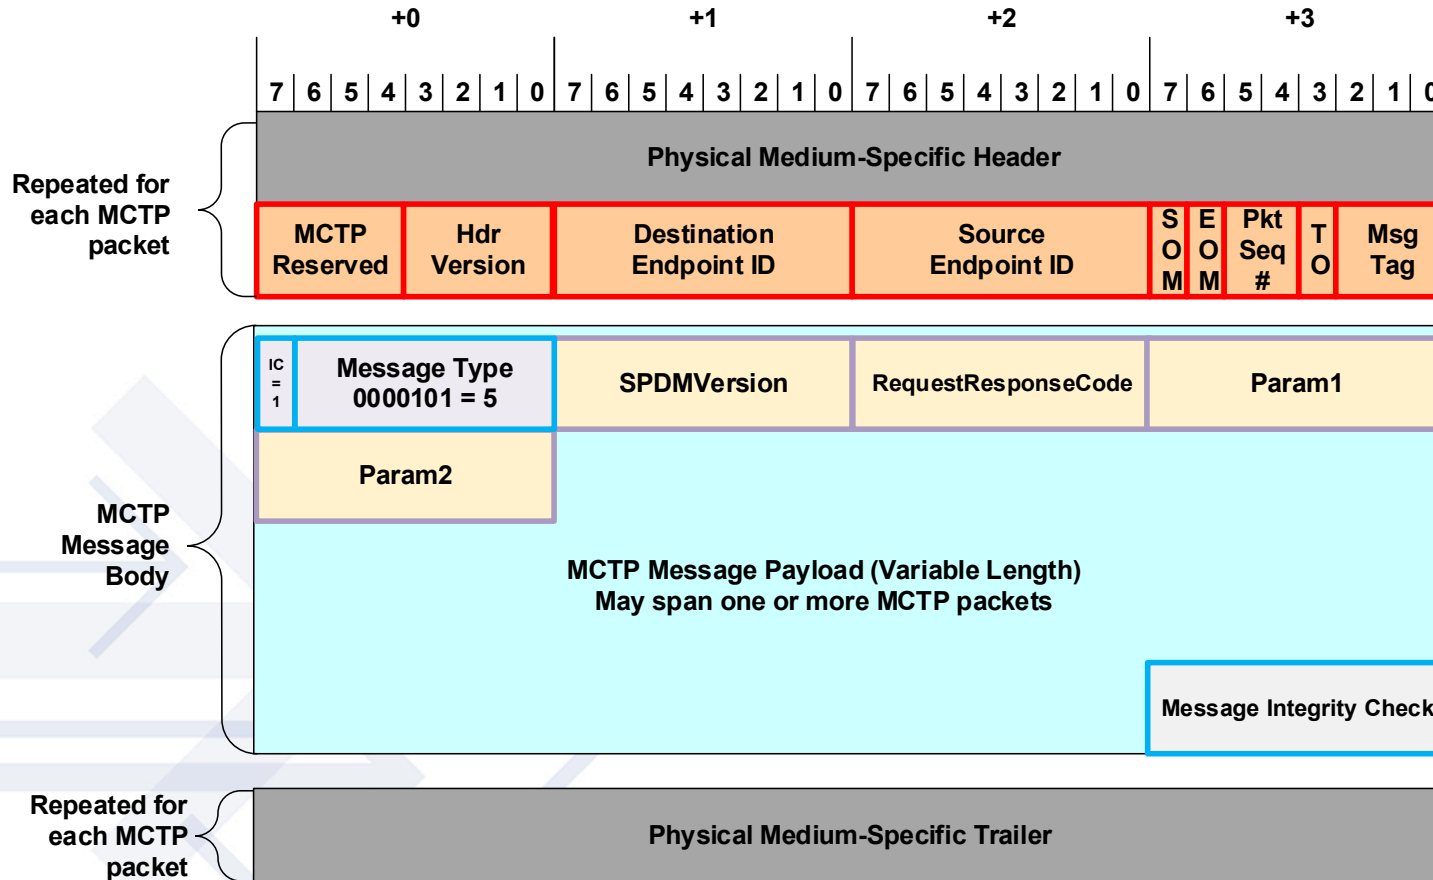 +0 +1 +2 +3
7 6 5 4 3 2 1 0 7 6 5 4 3 2 1 0 7 6 5 4 3 2 1 0 7 6 5 4 3 2 1 0
Physical Medium-Specific Header
Repeated for
each MCTP
packet
MCTP
Reserved
Hdr
Version
Destination
Endpoint ID
Source
Endpoint ID
S
O
M
E
O
M
Pkt
Seq
#
T
O
Msg
Tag
IC
=
1
Message Type
0000101 = 5
SPDMVersion
RequestResponseCode
Param1
Param2
MCTP
Message
Body
MCTP Message Payload (Variable Length)
May span one or more MCTP packets
Message Integrity Check
Repeated for
each MCTP
packet
Physical Medium-Specific Trailer